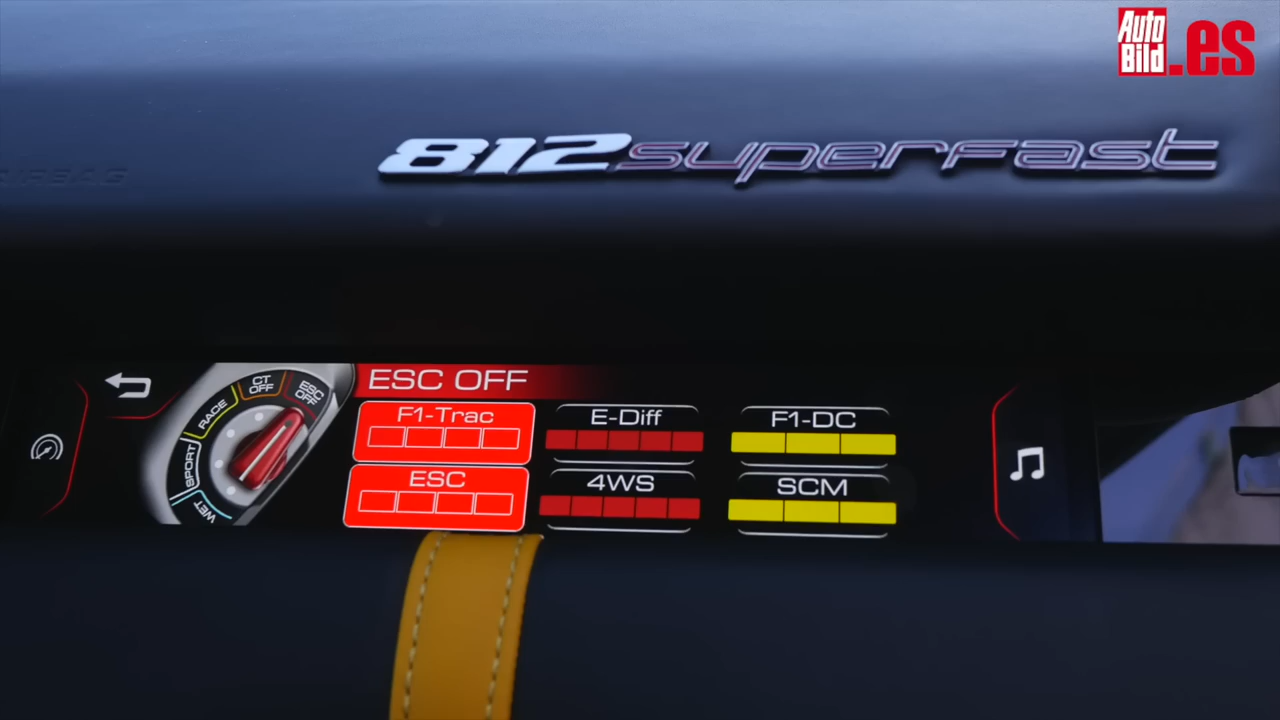 Auto
Bild
.es
812superfast
AIRBAG
ESC OFF
CT
OFF
ESC
OFF
RACE
SPORT
WET
F1-Trac
E-Diff
F1-DC
ESC
4WS
SCM